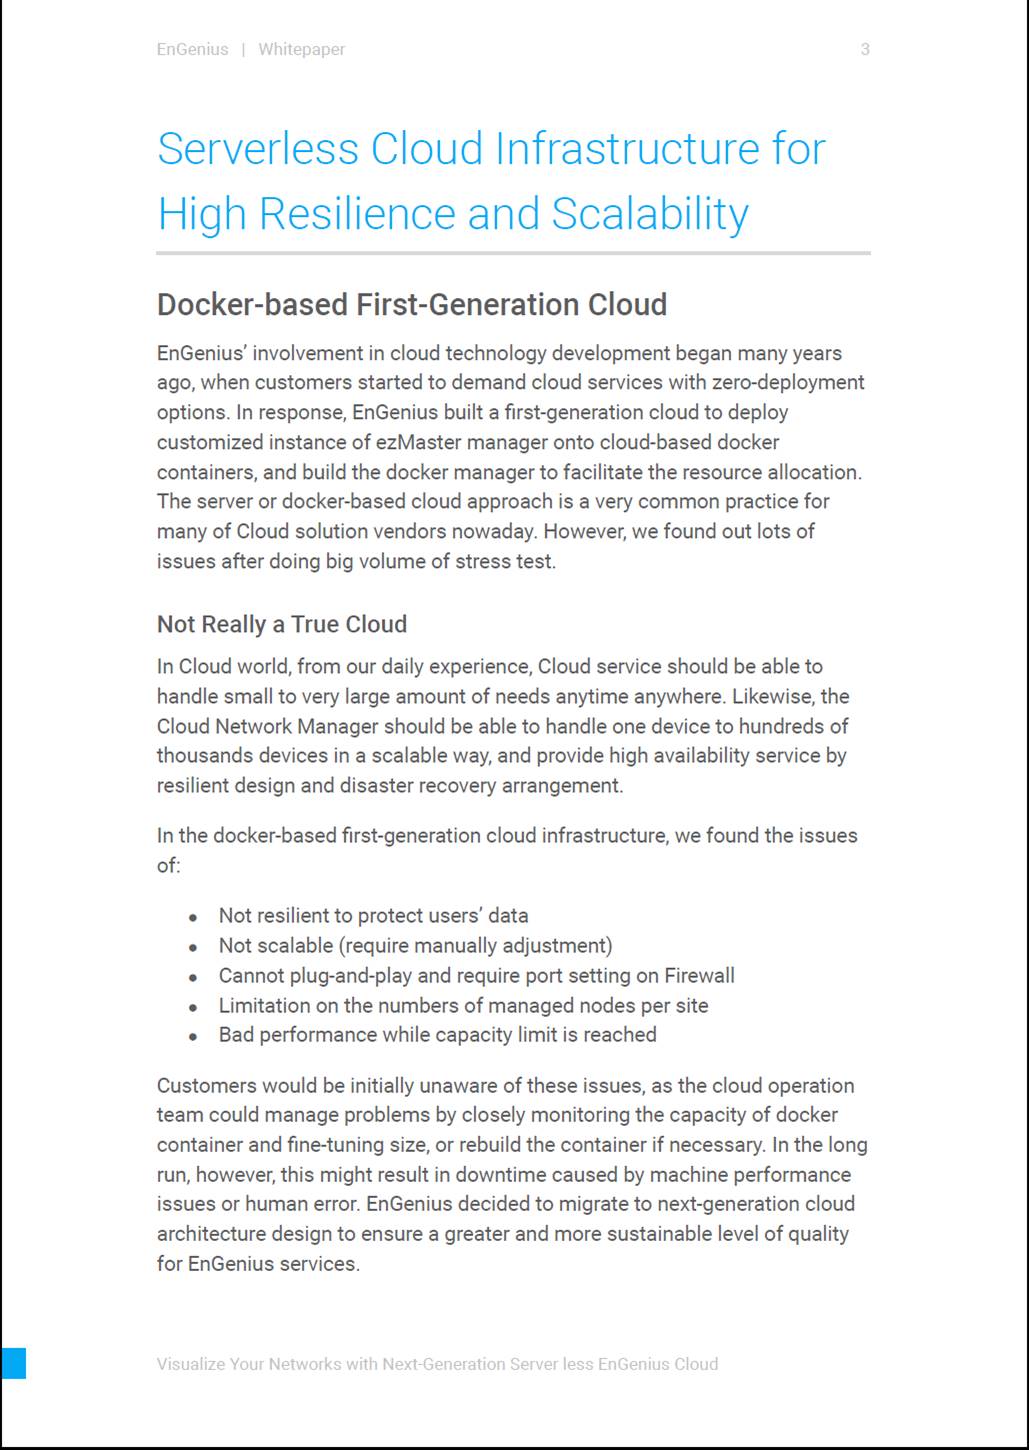 EnGenius | Whitepaper 3
Serverless Cloud Infrastructure for
High Resilience and Scalability
Docker-based First-Generation Cloud
EnGenius’ involvement in cloud technology development began many years
ago, when customers started to demand cloud services with zero-deployment
options. In response, EnGenius built a first-generation cloud to deploy
customized instance of ezMaster manager onto cloud-based docker
containers, and build the docker manager to facilitate the resource allocation.
The server or docker-based cloud approach is a very common practice for
many of Cloud solution vendors nowaday. However, we found out lots of
issues after doing big volume of stress test.
Not Really a True Cloud
In Cloud world, from our daily experience, Cloud service should be able to
handle small to very large amount of needs anytime anywhere. Likewise, the
Cloud Network Manager should be able to handle one device to hundreds of
thousands devices in a scalable way, and provide high availability service by
resilient design and disaster recovery arrangement.
In the docker-based first-generation cloud infrastructure, we found the issues
of:
● Not resilient to protect users’ data
● Not scalable (require manually adjustment)
● Cannot plug-and-play and require port setting on Firewall
● Limitation on the numbers of managed nodes per site
● Bad performance while capacity limit is reached
Customers would be initially unaware of these issues, as the cloud operation
team could manage problems by closely monitoring the capacity of docker
container and fine-tuning size, or rebuild the container if necessary. In the long
run, however, this might result in downtime caused by machine performance
issues or human error. EnGenius decided to migrate to next-generation cloud
architecture design to ensure a greater and more sustainable level of quality
for EnGenius services.
Visualize Your Networks with Next-Generation Server less EnGenius Cloud